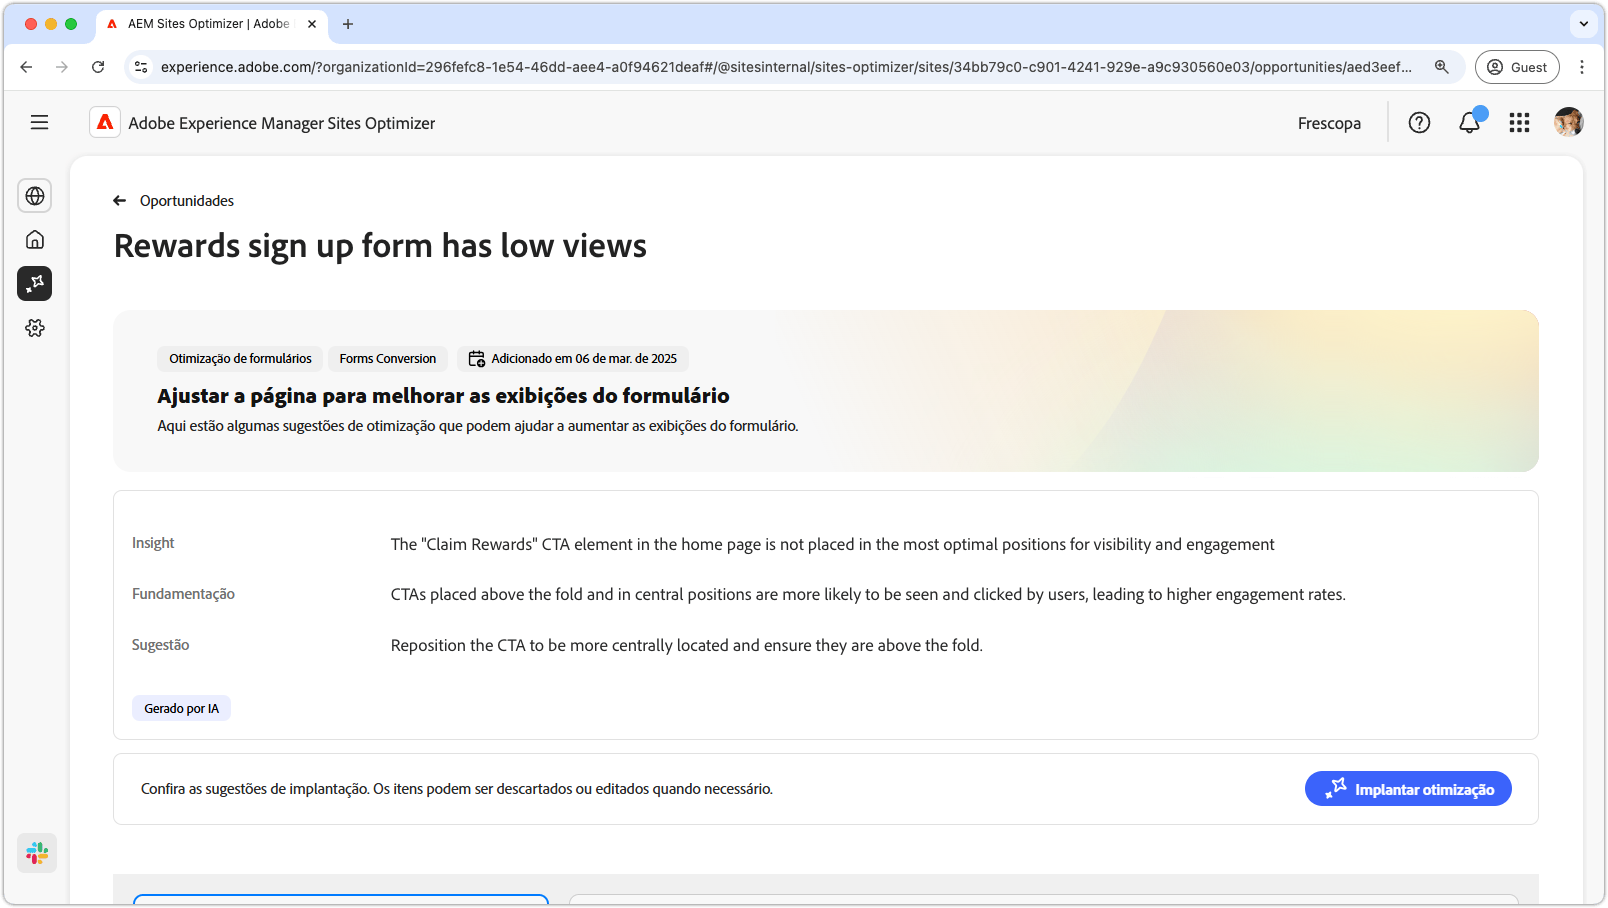 AEM Sites Optimizer | Adobe
experience.adobe.com/?organizationId=296fefc8-1e54-46dd-aee4-a0f94621deaf#/@sitesinternal/sites-optimizer/sites/34bb79c0-c901-4241-929e-a9c930560e03/opportunities/aed3eef...
Guest
Adobe Experience Manager Sites Optimizer
Frescopa
Oportunidades
Rewards sign up form has low views
Otimização de formulários
Forms Conversion
Adicionado em 06 de mar. de 2025
Ajustar a página para melhorar as exibições do formulário
Aqui estão algumas sugestões de otimização que podem ajudar a aumentar as exibições do formulário.
Insight
The "Claim Rewards" CTA element in the home page is not placed in the most optimal positions for visibility and engagement
Fundamentação
CTAs placed above the fold and in central positions are more likely to be seen and clicked by users, leading to higher engagement rates.
Sugestão
Reposition the CTA to be more centrally located and ensure they are above the fold.
Gerado por IA
Confira as sugestões de implantação. Os itens podem ser descartados ou editados quando necessário.
Implantar otimização